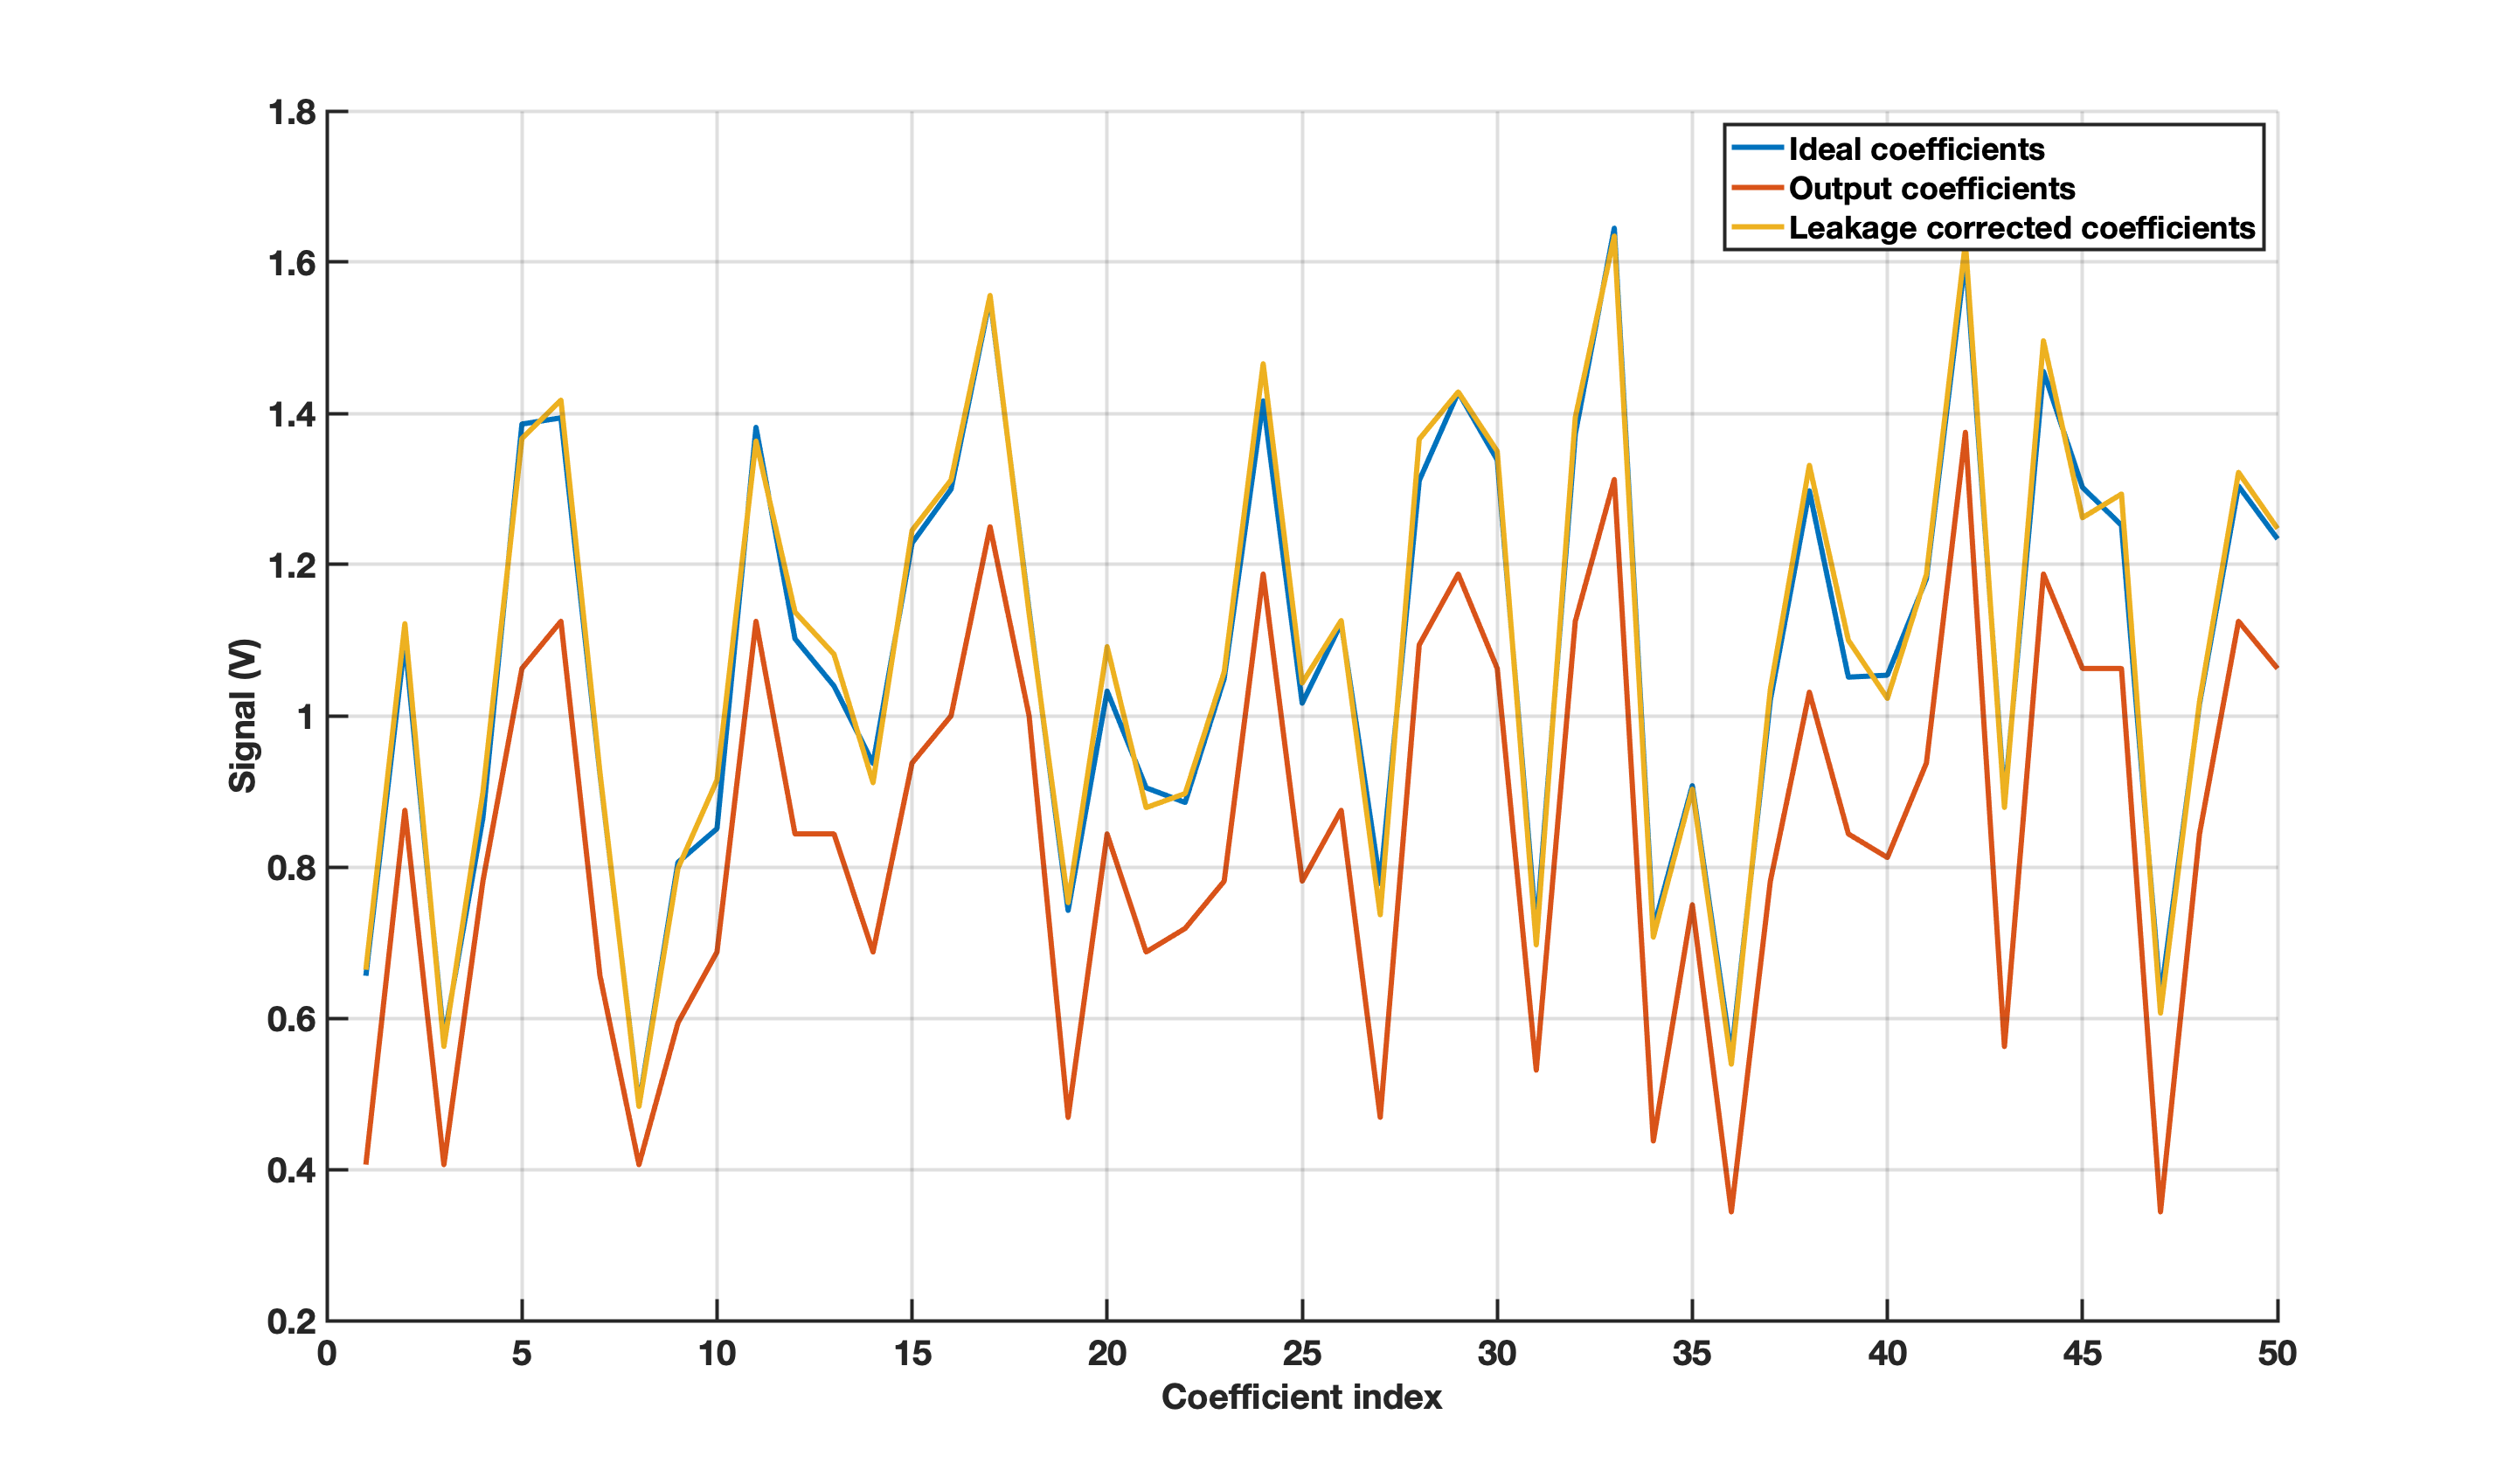 1.8
1.6
1.4
1.2
1
0.8
0.6
0.4
0.2
Signal (V)
Ideal coefficients
Output coefficients
Leakage corrected coefficients
0 5 10 15 20 25 30 35 40 45 50
Coefficient index